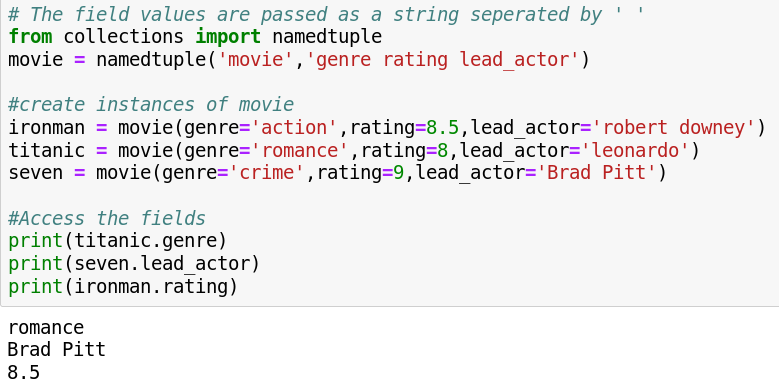 # The field values are passed as a string seperated by ' '
from collections import namedtuple
movie = namedtuple('movie','genre rating lead_actor')
#create instances of movie
ironman = movie(genre='action',rating=8.5,lead_actor='robert downey')
titanic = movie(genre='romance',rating=8,lead_actor='leonardo')
seven = movie(genre='crime',rating=9,lead_actor='Brad Pitt')
#Access the fields
print(titanic.genre)
print(seven.lead_actor)
print(ironman.rating)
romance
Brad Pitt
8.5